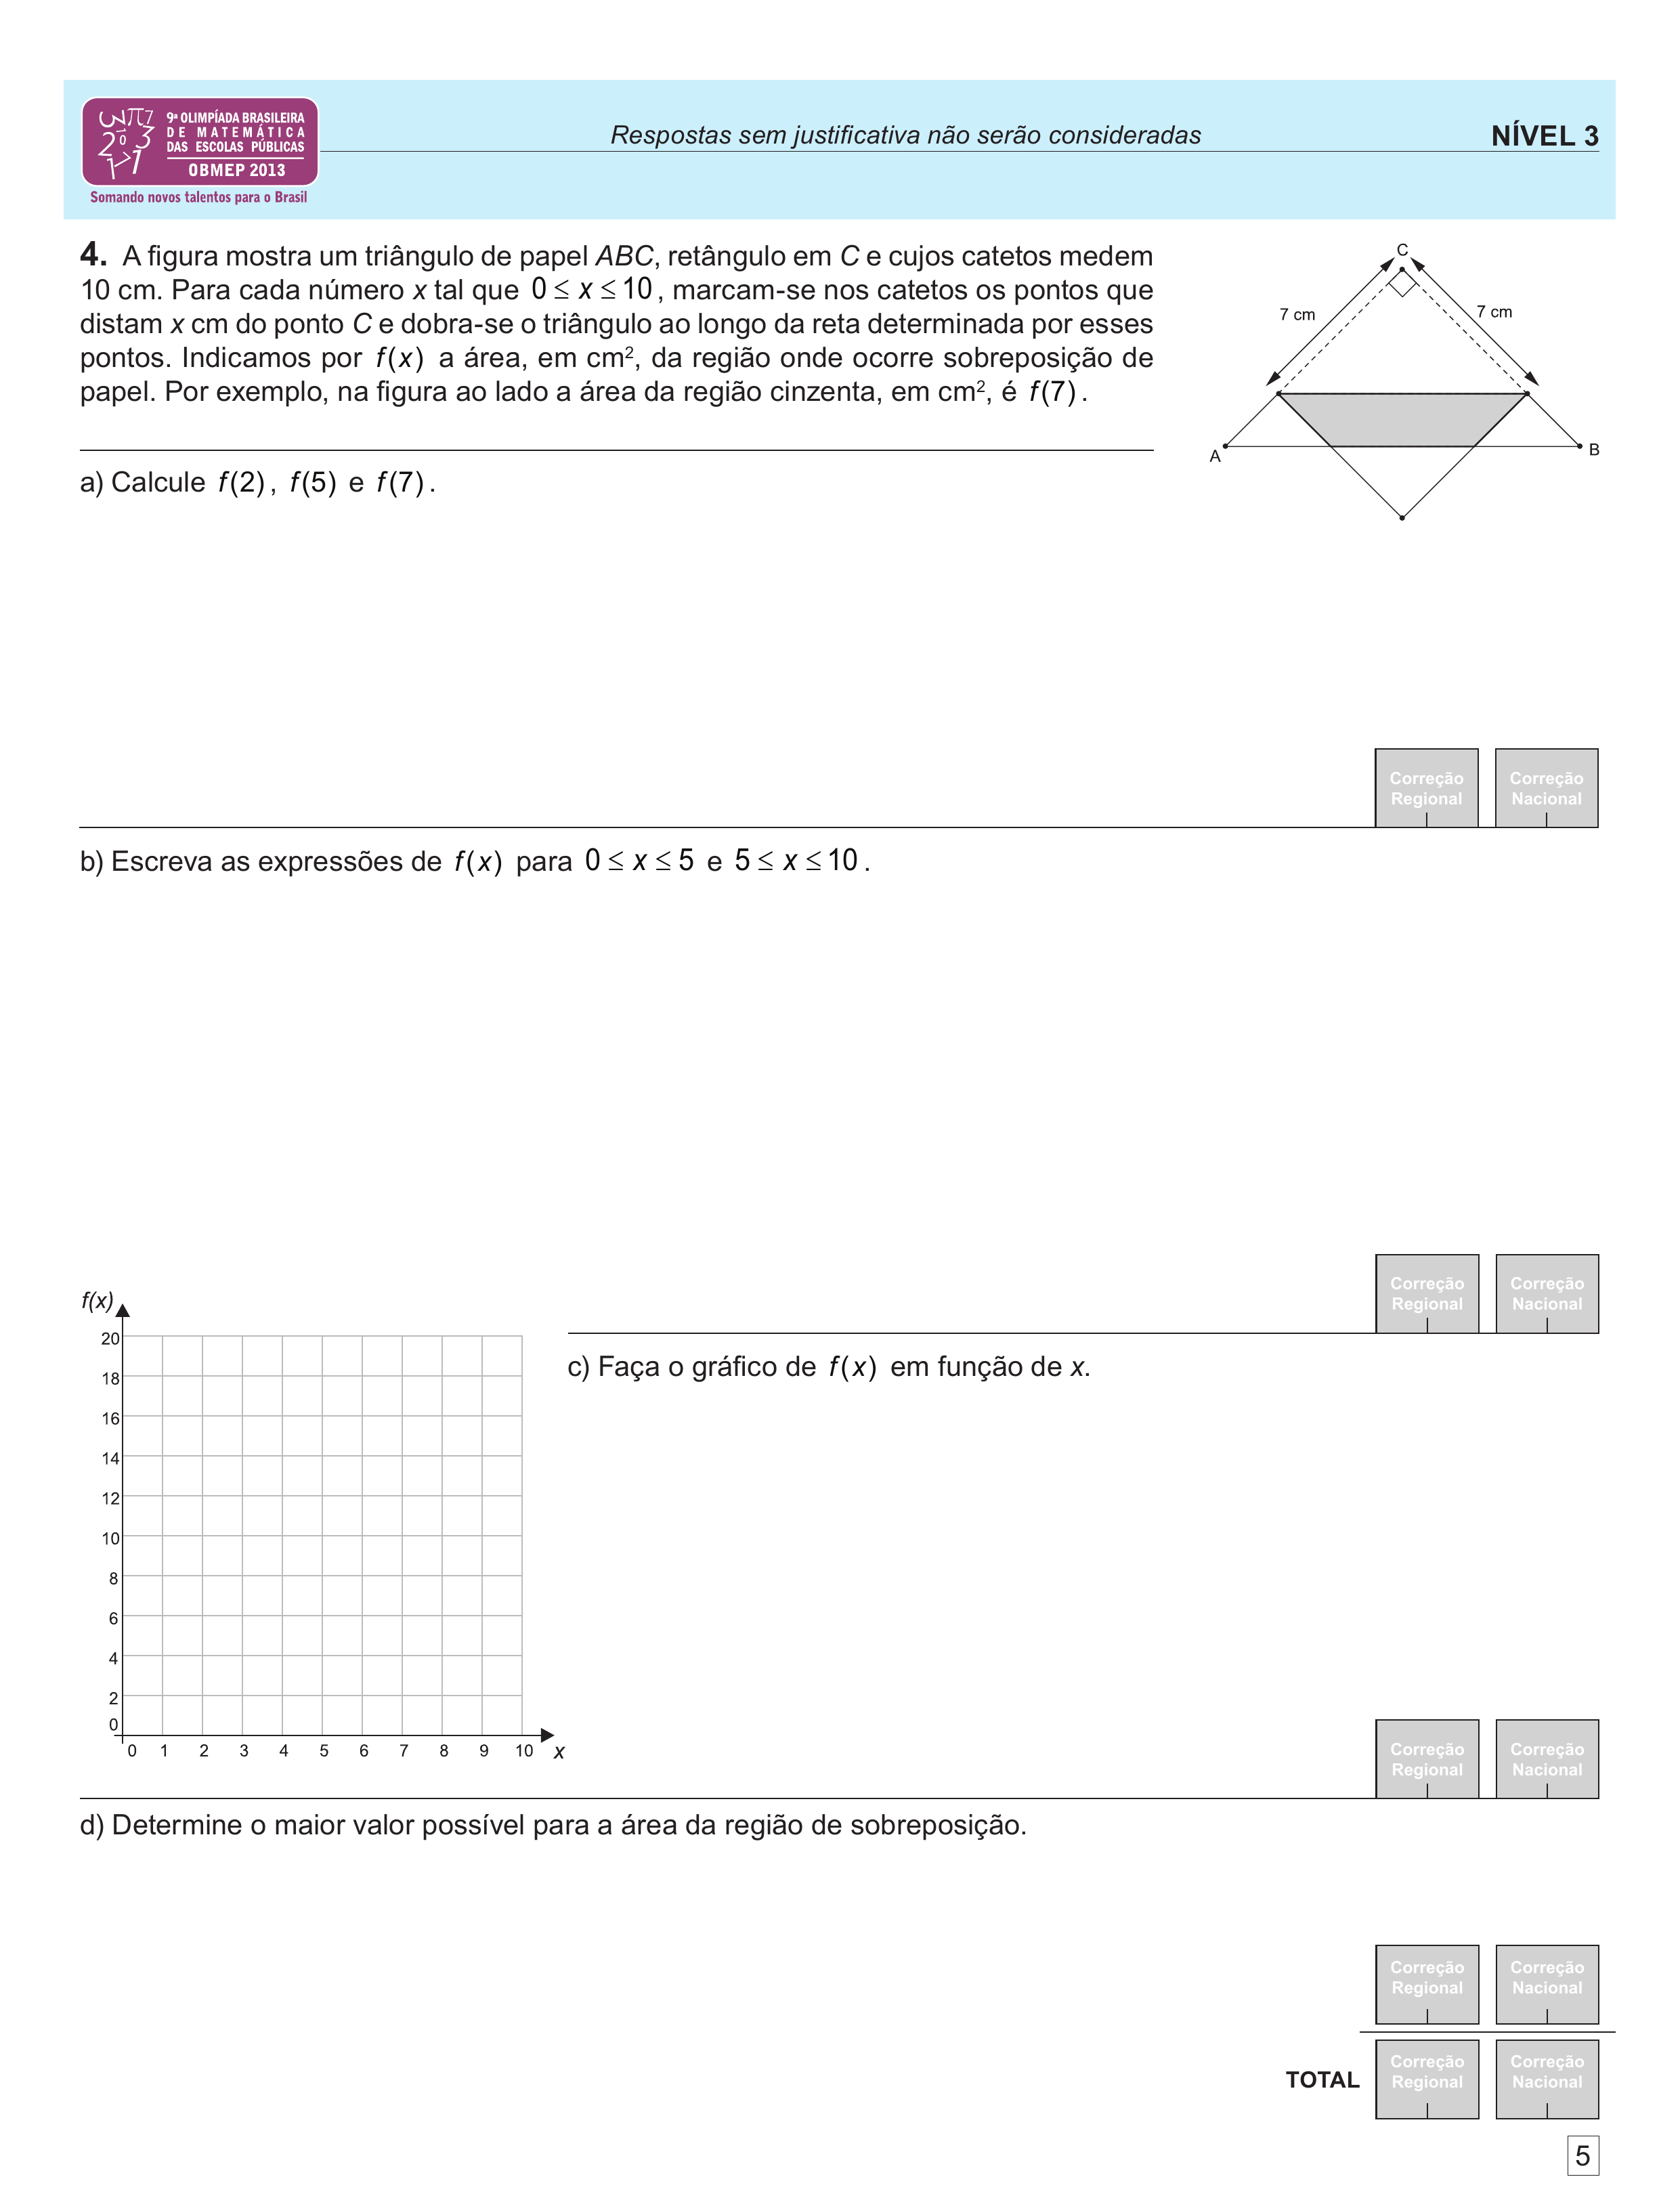 9ª OLIMPÍADA BRASILEIRA
DE MATEMÁTICA
DAS ESCOLAS PÚBLICAS
OBMEP 2013
Somando novos talentos para o Brasil
Respostas sem justificativa não serão consideradas
NÍVEL 3
4. A figura mostra um triângulo de papel ABC, retângulo em C e cujos catetos medem
10 cm. Para cada número x tal que 0 ≤ x ≤ 10, marcam-se nos catetos os pontos que
distam x cm do ponto C e dobra-se o triângulo ao longo da reta determinada por esses
pontos. Indicamos por f(x) a área, em cm², da região onde ocorre sobreposição de
papel. Por exemplo, na figura ao lado a área da região cinzenta, em cm², é f(7).
C
7 cm
7 cm
A
B
a) Calcule f(2), f(5) e f(7).
Correção
Regional
Correção
Nacional
b) Escreva as expressões de f(x) para 0 ≤ x ≤ 5 e 5 ≤ x ≤ 10.
Correção
Regional
Correção
Nacional
f(x)
20
18
16
14
12
10
8
6
4
2
0
0 1 2 3 4 5 6 7 8 9 10 x
c) Faça o gráfico de f(x) em função de x.
Correção
Regional
Correção
Nacional
d) Determine o maior valor possível para a área da região de sobreposição.
Correção
Regional
Correção
Nacional
TOTAL
Correção
Regional
Correção
Nacional
5